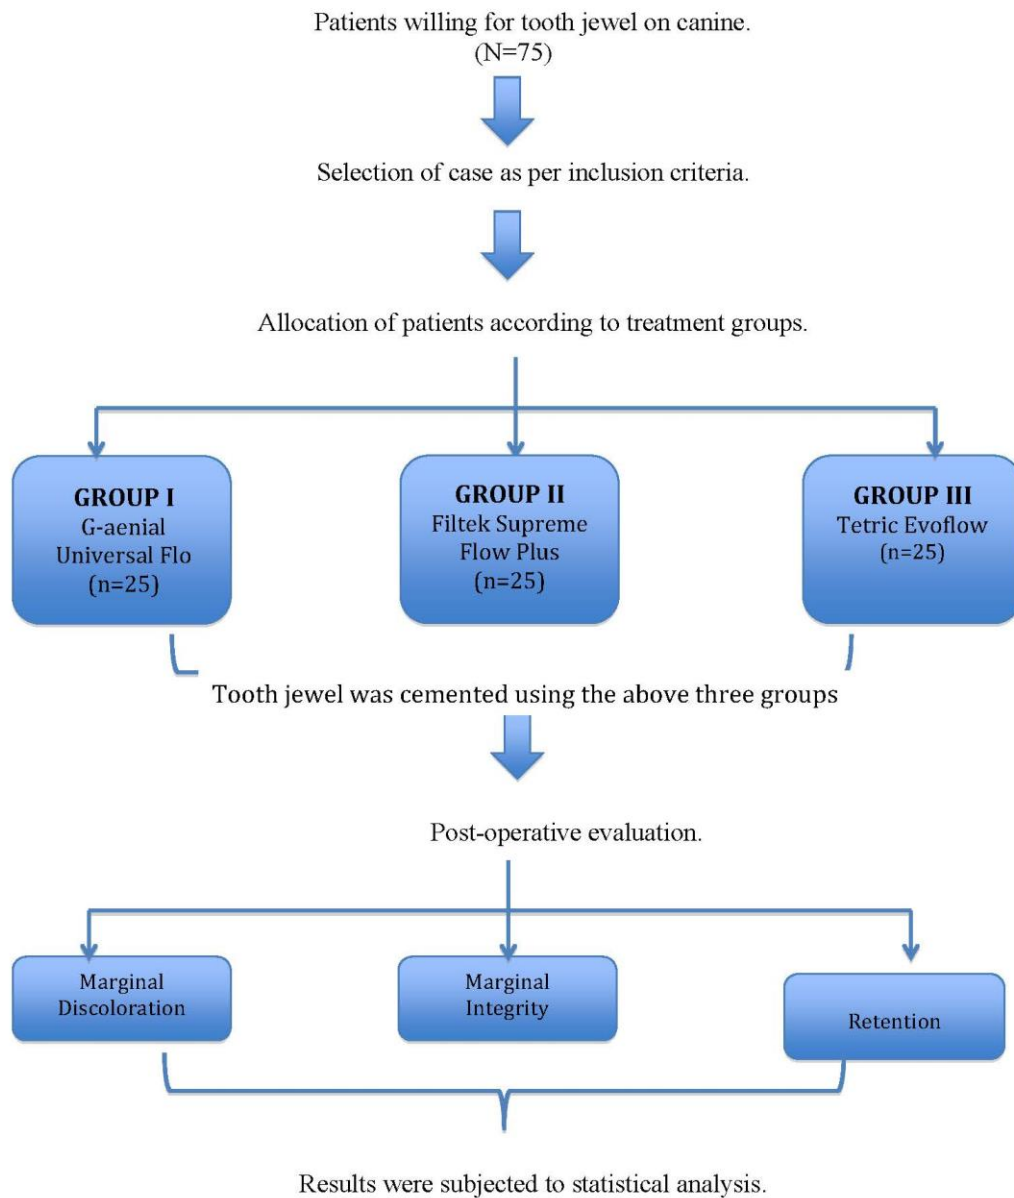 Patients willing for tooth jewel on canine.
(N=75)
Selection of case as per inclusion criteria.
Allocation of patients according to treatment groups.
GROUP I
G-aenial
Universal Flo
(n=25)
GROUP II
Filtek Supreme
Flow Plus
(n=25)
GROUP III
Tetric Evoflow
(n=25)
Tooth jewel was cemented using the above three groups
Post-operative evaluation.
Marginal
Discoloration
Marginal
Integrity
Retention
Results were subjected to statistical analysis.